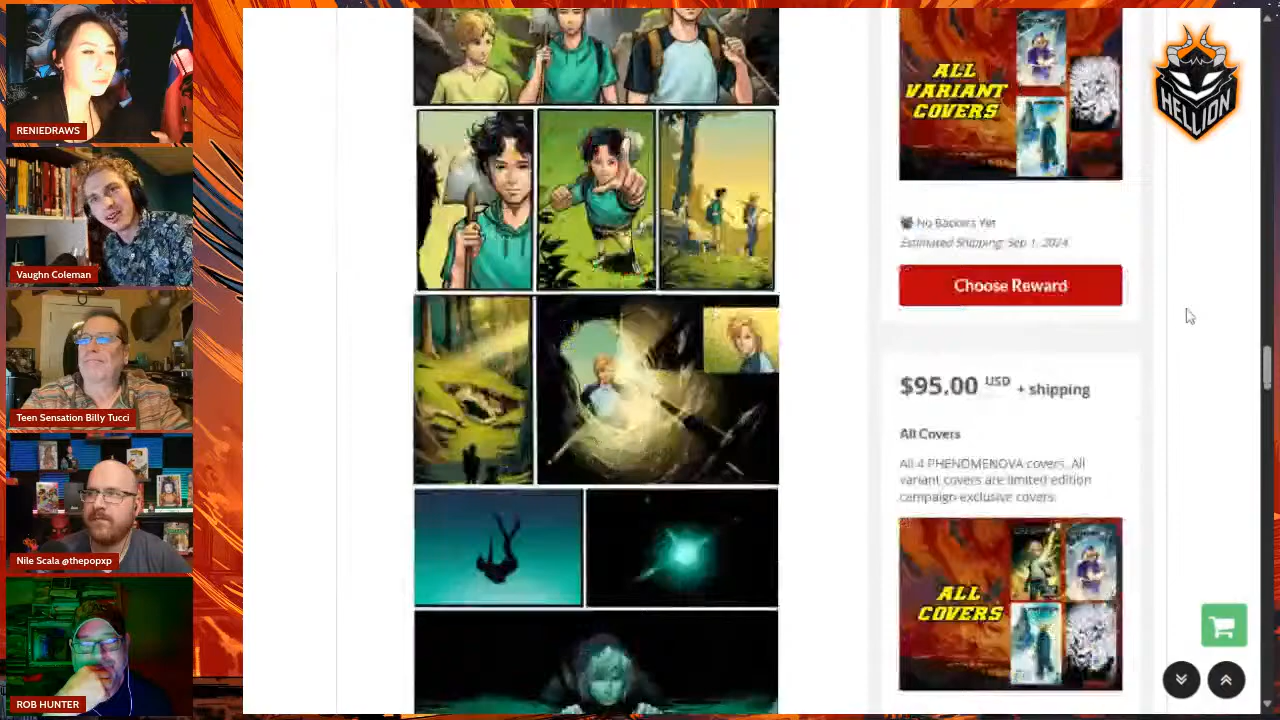 RENIEDRAWS
Vaughn Coleman
Teen Sensation Billy Tucci
Nile Scala @thepopxp
ROB HUNTER
ALL
VARIANT
COVERS
HELLION
No Backers Yet
Estimated Shipping: Sep 1, 2024
Choose Reward
$95.00 USD + shipping
All Covers
All 4 PHENOMENOVA covers. All
variant covers are limited edition
campaign-exclusive covers.
ALL
COVERS